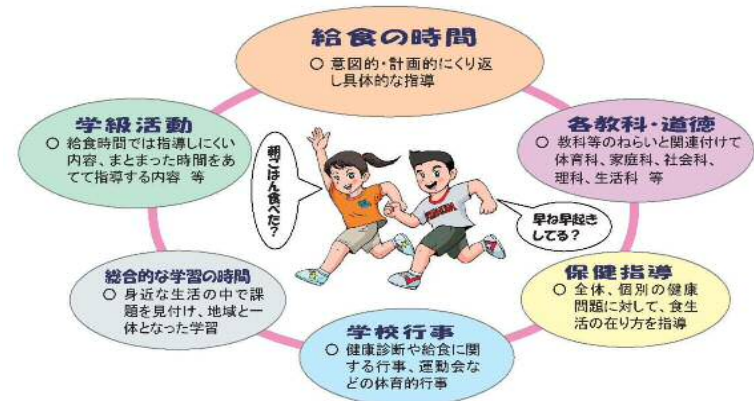 給食の時間
○ 意図的・計画的にくり返
し具体的な指導
学級活動
○ 給食時間では指導しにくい
内容、まとまった時間をあ
てて指導する内容 等
各教科・道徳
○ 教科等のねらいと関連付けて
体育科、家庭科、社会科、
理科、生活科 等
朝ごはん食べた？
早ね早起き
してる？
総合的な学習の時間
○ 身近な生活の中で課
題を見付け、地域と一
体となった学習
保健指導
○ 全体、個別の健康
問題に対して、食生
活の在り方を指導
学校行事
○ 健康診断や給食に関
する行事、運動会な
どの体育的行事